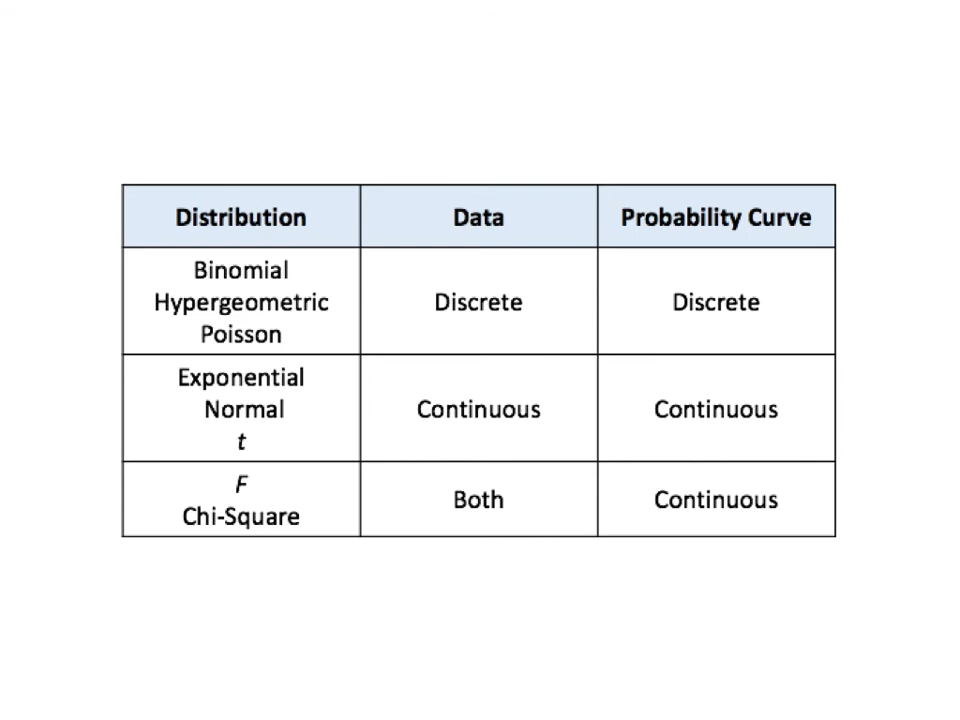 Distribution Data Probability Curve
Binomial
Hypergeometric Discrete Discrete
Poisson
Exponential
Normal Continuous Continuous
t
F
Chi-Square Both Continuous